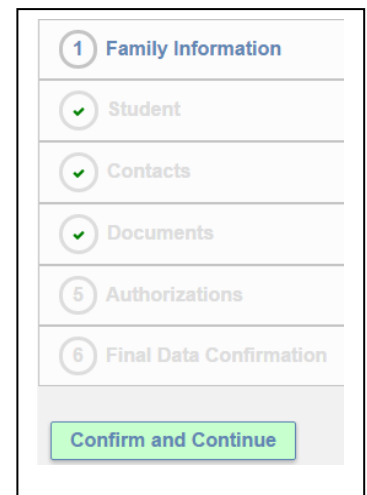 1 Family Information
Student
Contacts
Documents
5 Authorizations
6 Final Data Confirmation
Confirm and Continue